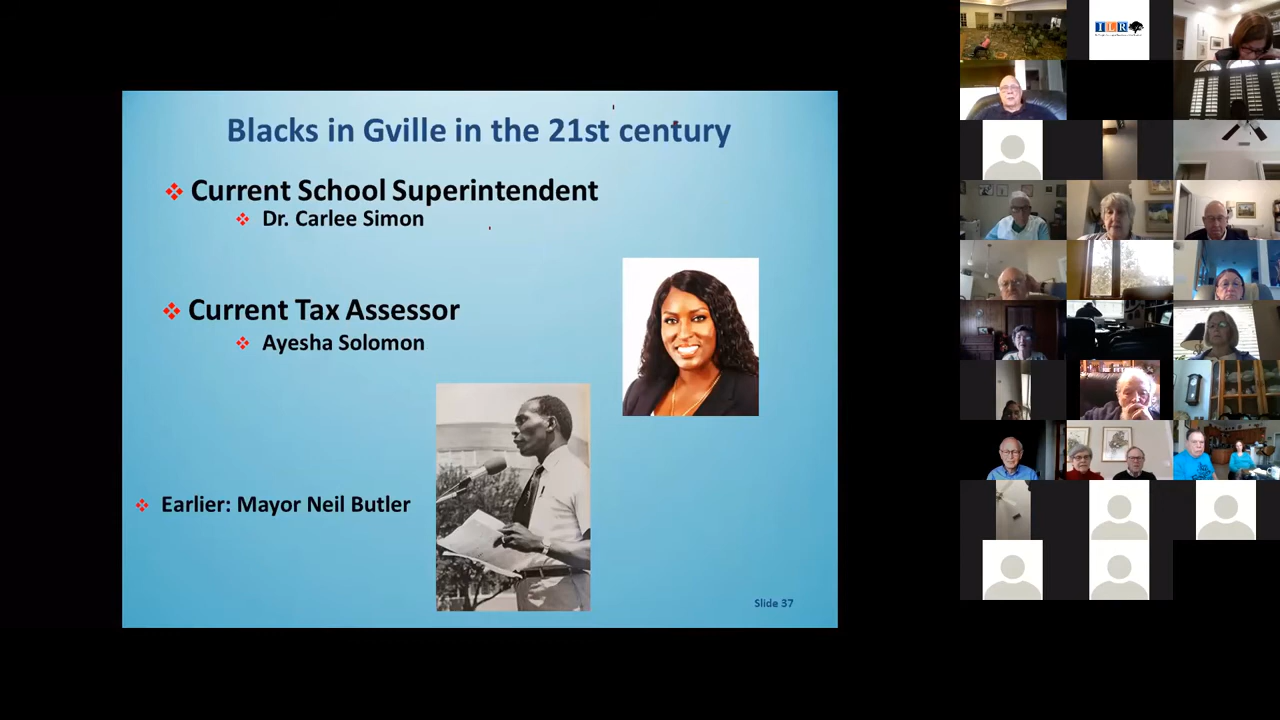 Blacks in Gville in the 21st century
Current School Superintendent
Dr. Carlee Simon
Current Tax Assessor
Ayesha Solomon
Earlier: Mayor Neil Butler
Slide 37
ILR